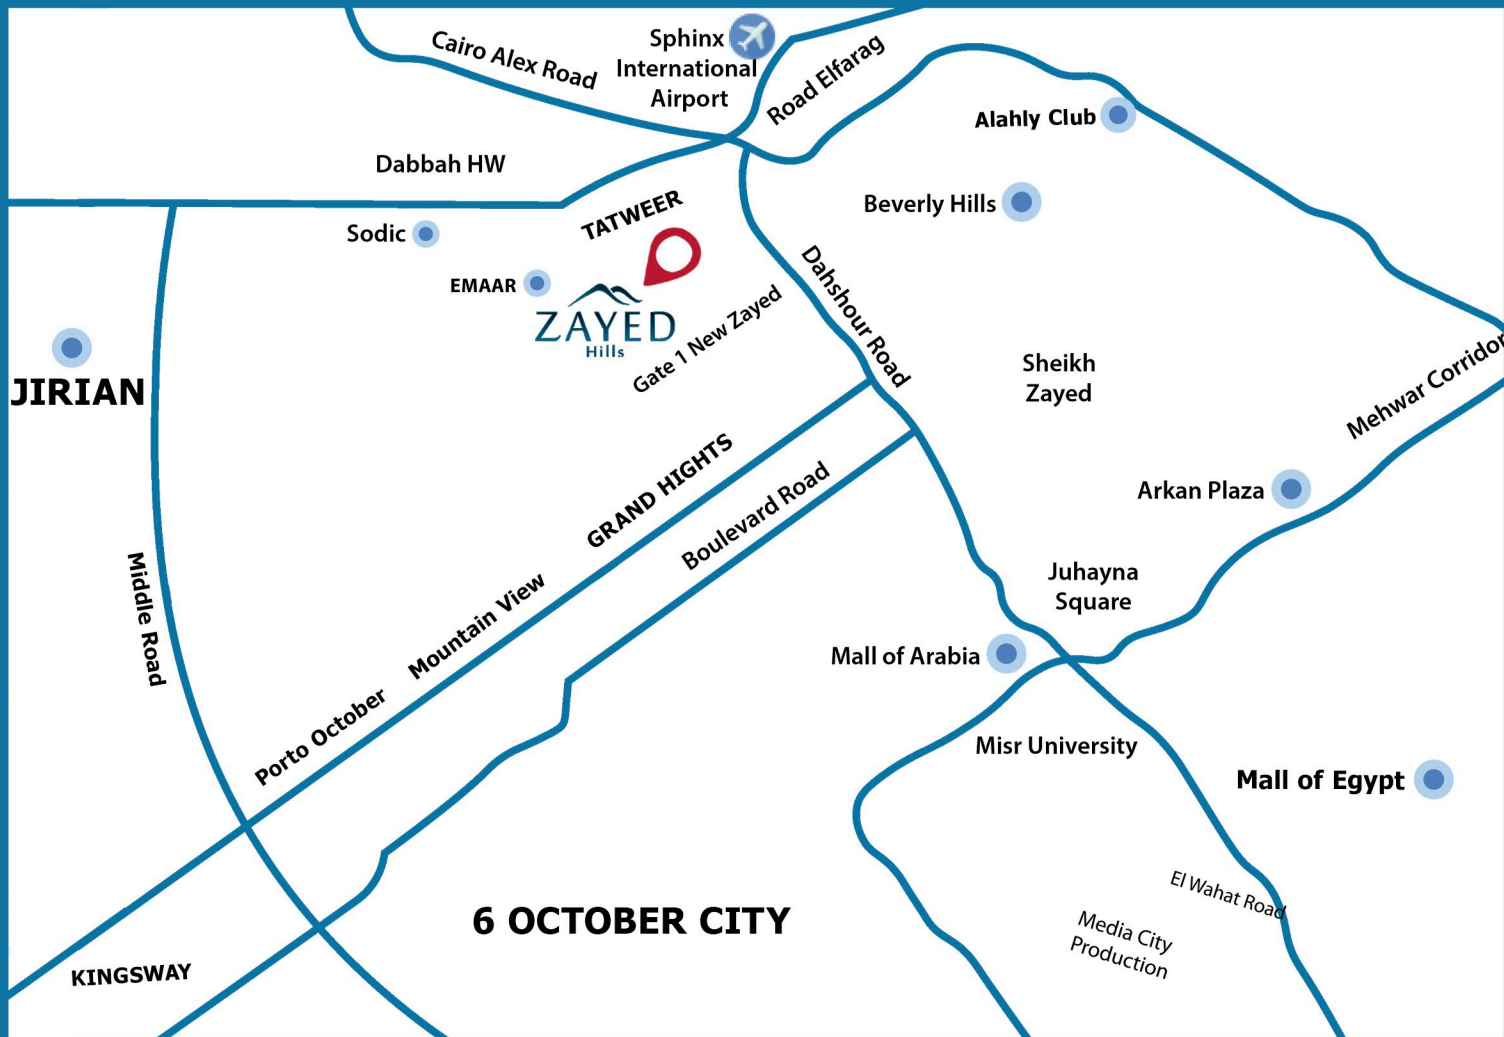 Cairo Alex Road
Sphinx
International
Airport
Road Elfarag
Alahly Club
Dabbah HW
TATWEER
Beverly Hills
Sodic
EMAAR
ZAYED
Hills
Gate 1 New Zayed
Dahshour Road
JIRIAN
Sheikh
Zayed
Mehwar Corridor
GRAND HIGHTS
Boulevard Road
Arkan Plaza
Middle Road
Mountain View
Juhayna
Square
Mall of Arabia
Porto October
Misr University
Mall of Egypt
El Wahat Road
6 OCTOBER CITY
Media City
Production
KINGSWAY